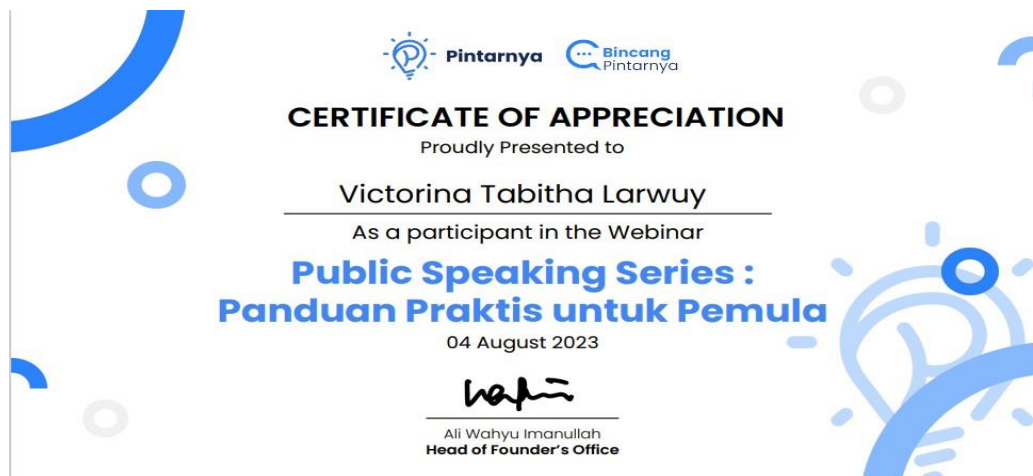 Pintarnya
Bincang
Pintarnya
CERTIFICATE OF APPRECIATION
Proudly Presented to
Victorina Tabitha Larwuy
As a participant in the Webinar
Public Speaking Series :
Panduan Praktis untuk Pemula
04 August 2023
Ali Wahyu Imanullah
Head of Founder's Office